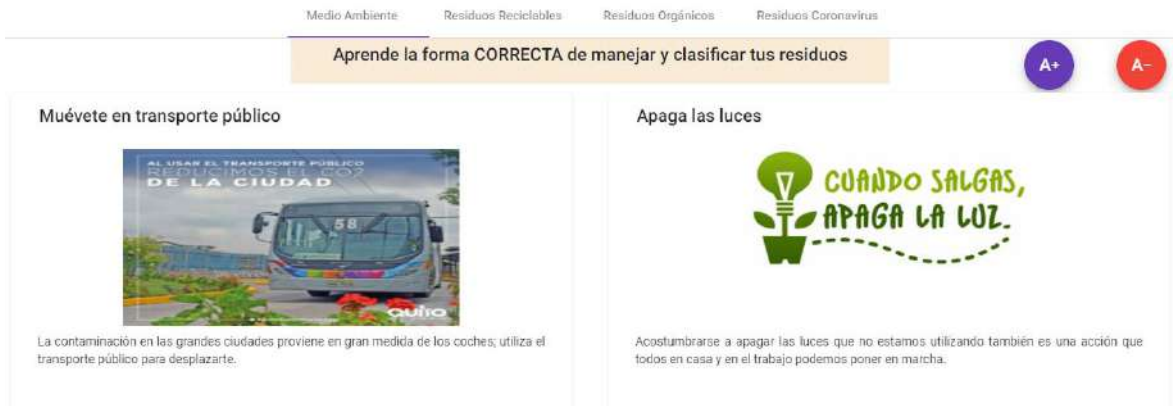 Medio Ambiente Residuos Reciclables Residuos Orgánicos Residuos Coronavirus
Aprende la forma CORRECTA de manejar y clasificar tus residuos
A+ A-
Muévete en transporte público
AL USAR EL TRANSPORTE PÚBLICO
REDUCIMOS EL CO2
DE LA CIUDAD
58
QUITO
La contaminación en las grandes ciudades proviene en gran medida de los coches; utiliza el
transporte público para desplazarte.
Apaga las luces
CUANDO SALGAS,
APAGA LA LUZ.
Acostumbrarse a apagar las luces que no estamos utilizando también es una acción que
todos en casa y en el trabajo podemos poner en marcha.